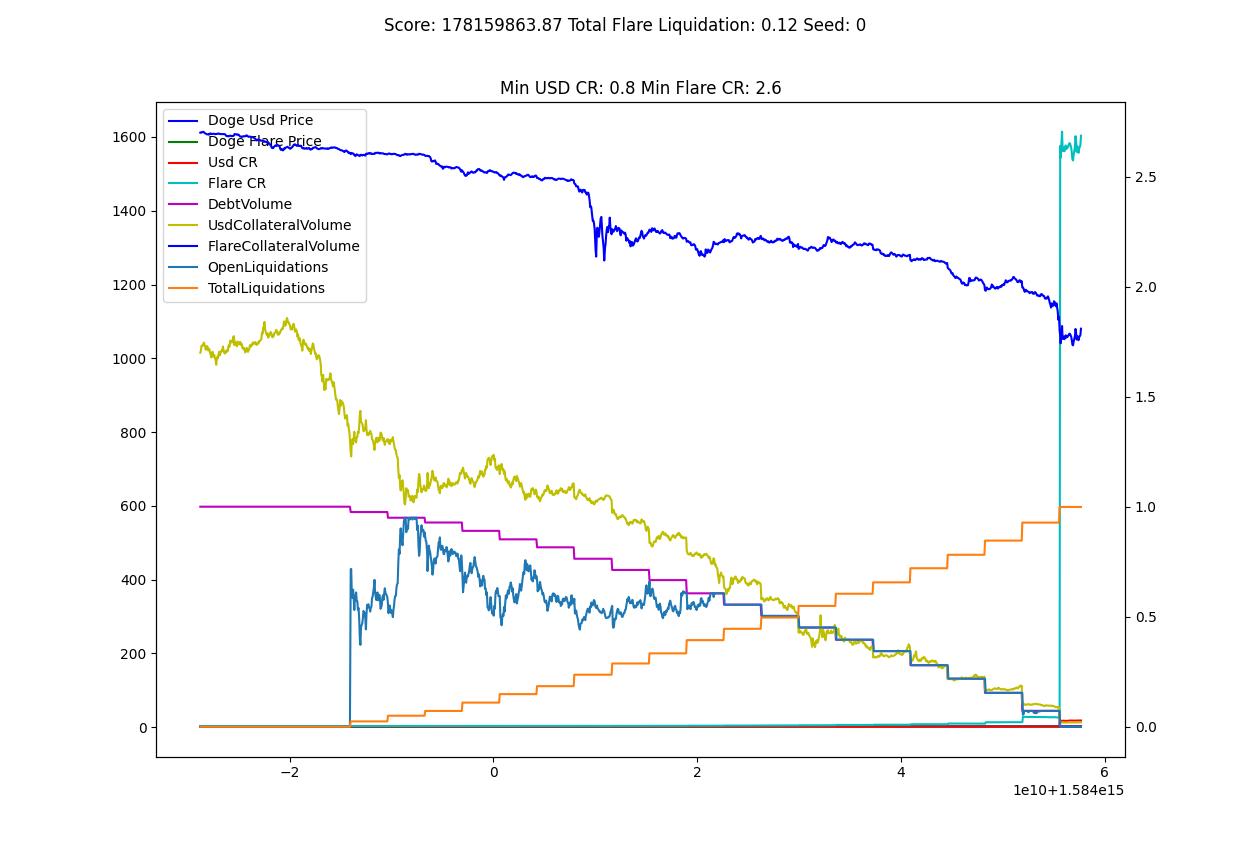 Score: 178159863.87 Total Flare Liquidation: 0.12 Seed: 0
Min USD CR: 0.8 Min Flare CR: 2.6
Doge Usd Price
Doge Flare Price
Usd CR
Flare CR
DebtVolume
UsdCollateralVolume
FlareCollateralVolume
OpenLiquidations
TotalLiquidations
1600
1400
1200
1000
800
600
400
200
0
2.5
2.0
1.5
1.0
0.5
0.0
−2
0
2
4
6
1e10+1.584e15